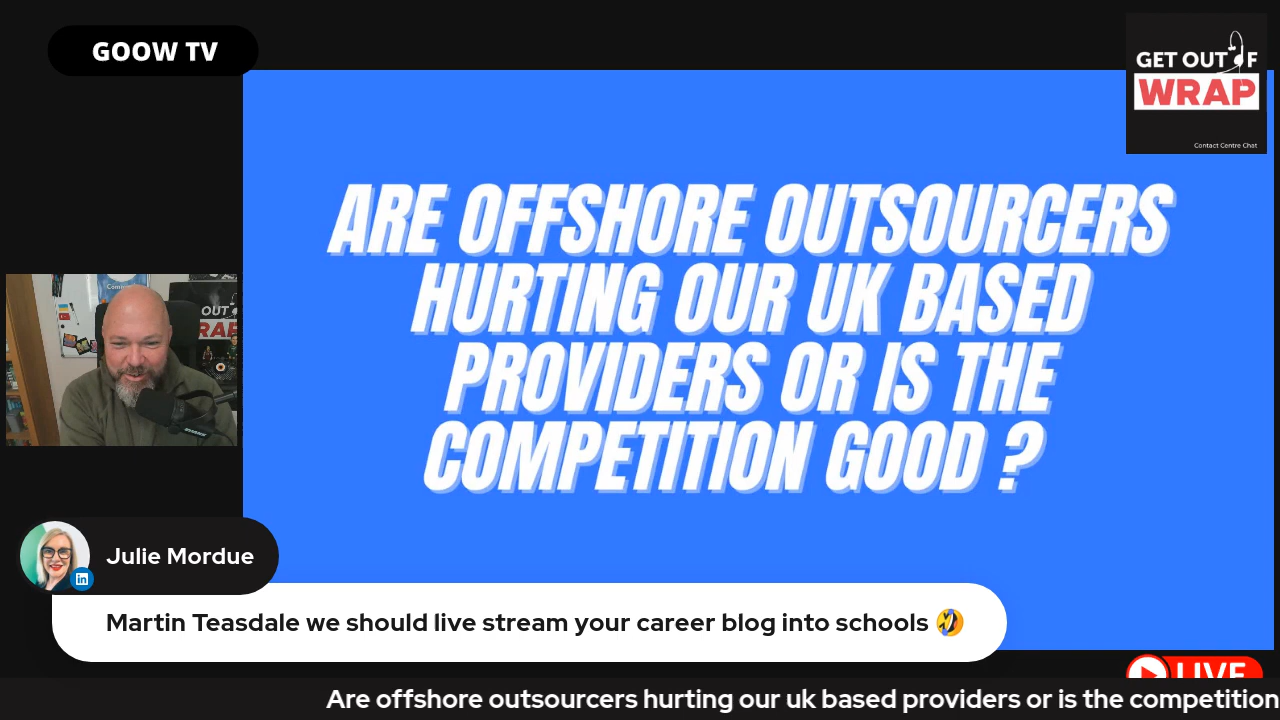 GOOW TV
GET OUT OF
WRAP
Contact Centre Chat
ARE OFFSHORE OUTSOURCERS
HURTING OUR UK BASED
PROVIDERS OR IS THE
COMPETITION GOOD ?
OUT
Julie Mordue
in
Martin Teasdale we should live stream your career blog into schools 🤣
LIVE
Are offshore outsourcers hurting our uk based providers or is the competition